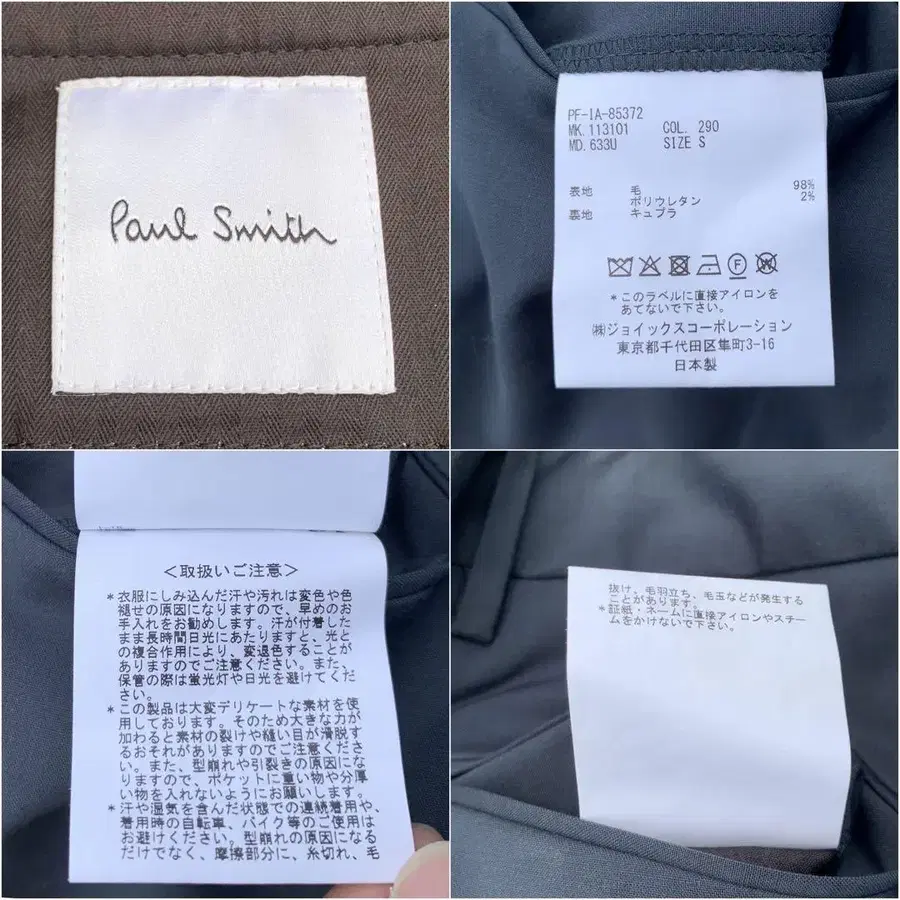 Paul Smith
PF-IA-85372
MK. 113101 COL. 290
MD. 633U SIZE S
表地 毛 98%
ポリウレタン 2%
裏地 キュプラ
F
W
*このラベルに直接アイロンを
あてないで下さい。
㈱ジョイックスコーポレーション
東京都千代田区隼町3-16
日本製
<取扱いご注意>
*衣服にしみ込んだ汗や汚れは変色や色
褪せの原因になりますので、早めのお
手入れをお勧めします。汗が付着した
まま長時間日光にあたりますと、光と
の複合作用により、変退色することが
ありますのでご注意ください。また、
保管の際は蛍光灯や日光を避けてくだ
さい。
*この製品は大変デリケートな素材を使
用しております。そのため大きな力が
加わると素材の裂けや縫い目が滑脱す
るおそれがありますのでご注意くださ
い。また、型崩れや引裂きの原因にな
りますので、ポケットに重い物や分厚
い物を入れないようにお願いします。
*汗や湿気を含んだ状態での連続着用や、
着用時の自転車、バイク等のご使用は
お避けください。型崩れの原因になる
だけでなく、摩擦部分に、糸切れ、毛
抜け、毛羽立ち、毛玉などが発生する
ことがあります。
*証紙・ネームに直接アイロンやスチー
ムをかけないで下さい。